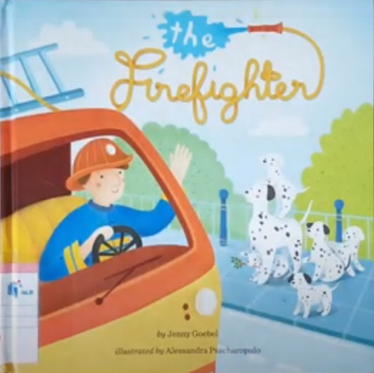 the
Firefighter
by Jenny Goebel
illustrated by Alessandra Psacharopulo